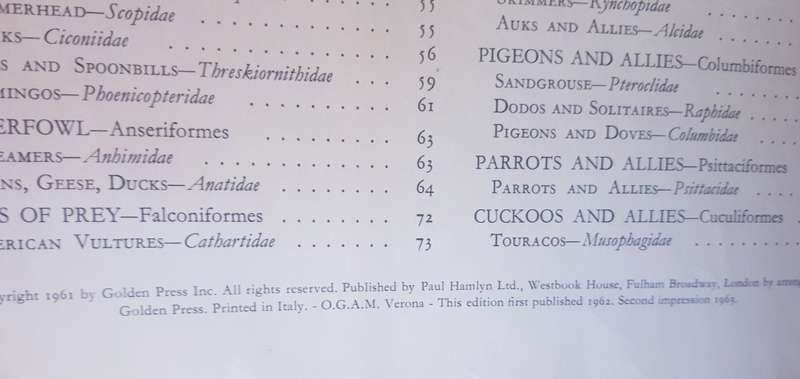 MERHEAD—Scopidae . . . . . . . . 55
KS—Ciconiidae . . . . . . . . . 55
S AND SPOONBILLS—Threskiornithidae . . . 56
MINGOS—Phoenicopteridae . . . . . . . 59
61
ERFOWL—Anseriformes . . . . . . . 63
EAMERS—Anhimidae . . . . . . . . 63
NS, GEESE, DUCKS—Anatidae . . . . . . 64
S OF PREY—Falconiformes . . . . . . 72
ERICAN VULTURES—Cathartidae . . . . . . 73
SKIMMERS—Rynchopidae . . . .
AUKS AND ALLIES—Alcidae . . . . . .
PIGEONS AND ALLIES—Columbiformes
SANDGROUSE—Pteroclidae . . . . . .
DODOS AND SOLITAIRES—Raphidae . . . .
PIGEONS AND DOVES—Columbidae . . . .
PARROTS AND ALLIES—Psittaciformes
PARROTS AND ALLIES—Psittacidae . . . .
CUCKOOS AND ALLIES—Cuculiformes .
TOURACOS—Musophagidae . . . . . . . .
yright 1961 by Golden Press Inc. All rights reserved. Published by Paul Hamlyn Ltd., Westbook House, Fulham Broadway, London by arrang
Golden Press. Printed in Italy. - O.G.A.M. Verona - This edition first published 1962. Second impression 1963.